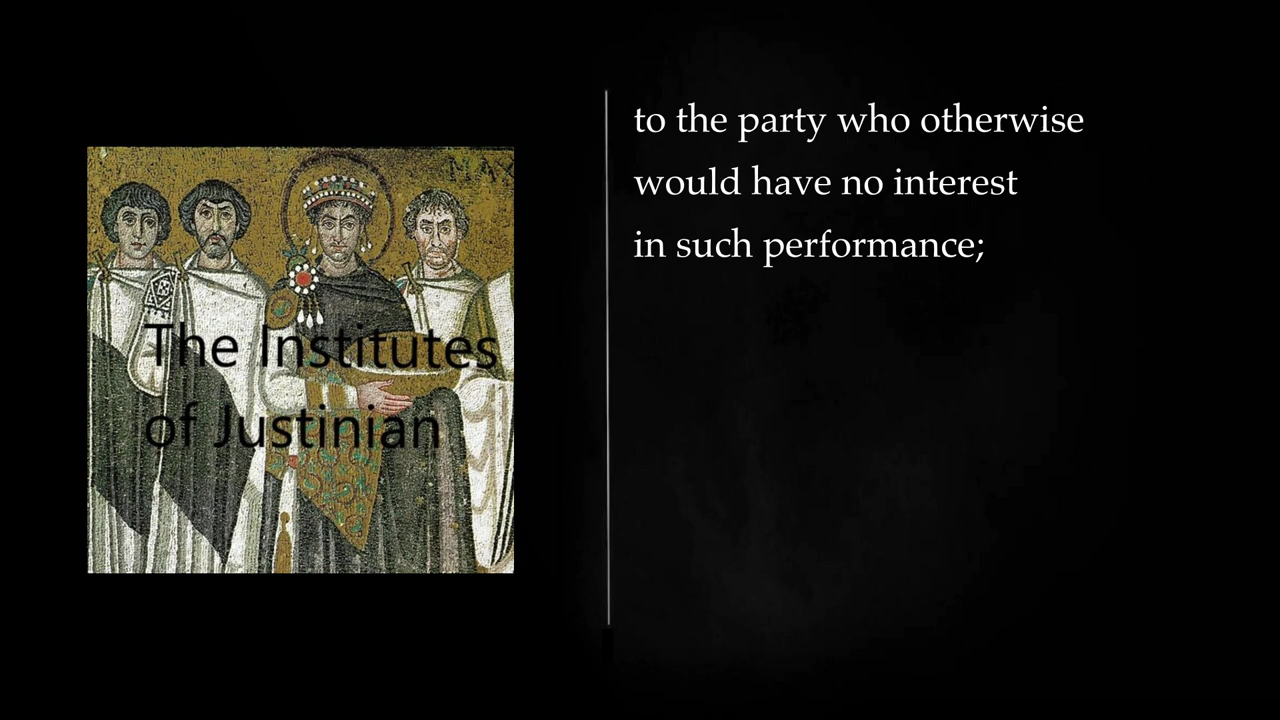 The Institutes
of Justinian
to the party who otherwise
would have no interest
in such performance;